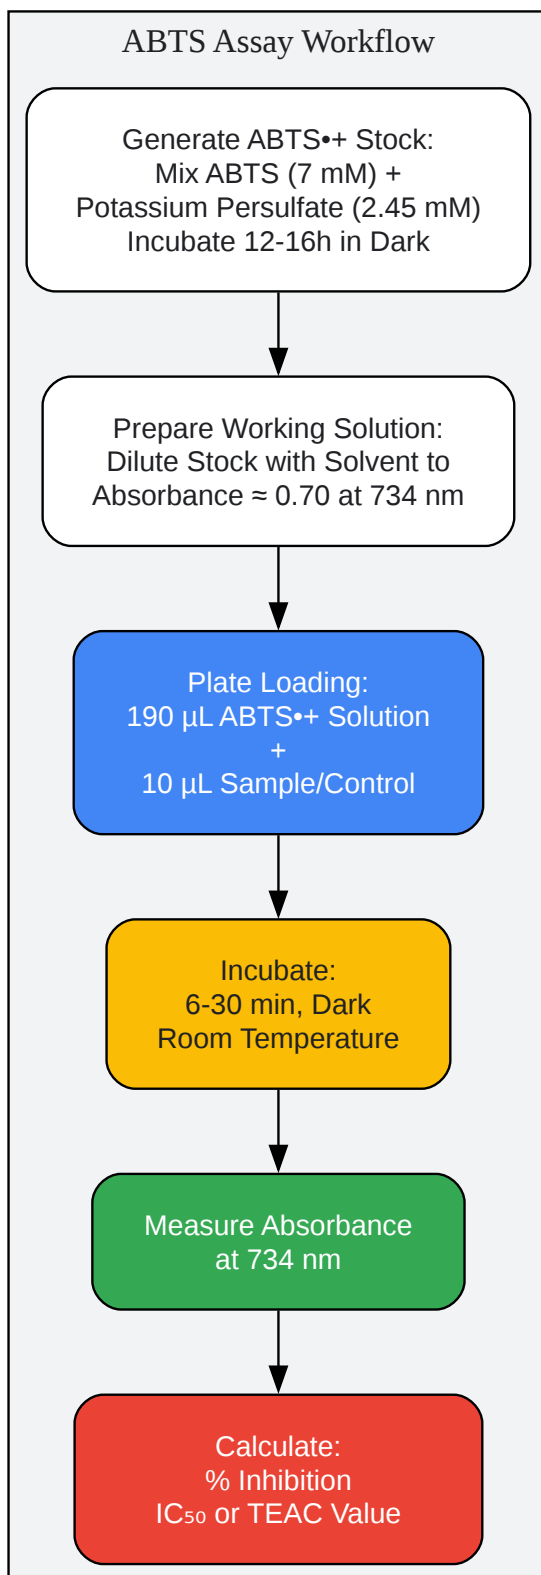 ABTS Assay Workflow
Generate ABTS•+ Stock:
Mix ABTS (7 mM) +
Potassium Persulfate (2.45 mM)
Incubate 12-16h in Dark
Prepare Working Solution:
Dilute Stock with Solvent to
Absorbance ≈ 0.70 at 734 nm
Plate Loading:
190 µL ABTS•+ Solution
+
10 µL Sample/Control
Incubate:
6-30 min, Dark
Room Temperature
Measure Absorbance
at 734 nm
Calculate:
% Inhibition
IC₅₀ or TEAC Value